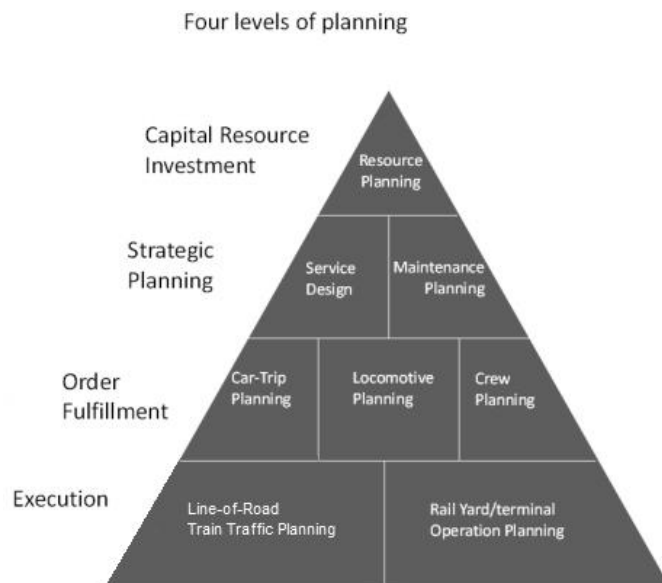 Four levels of planning
Capital Resource
Investment
Resource
Planning
Strategic
Planning
Service
Design
Maintenance
Planning
Order
Fulfillment
Car-Trip
Planning
Locomotive
Planning
Crew
Planning
Execution
Line-of-Road
Train Traffic Planning
Rail Yard/terminal
Operation Planning